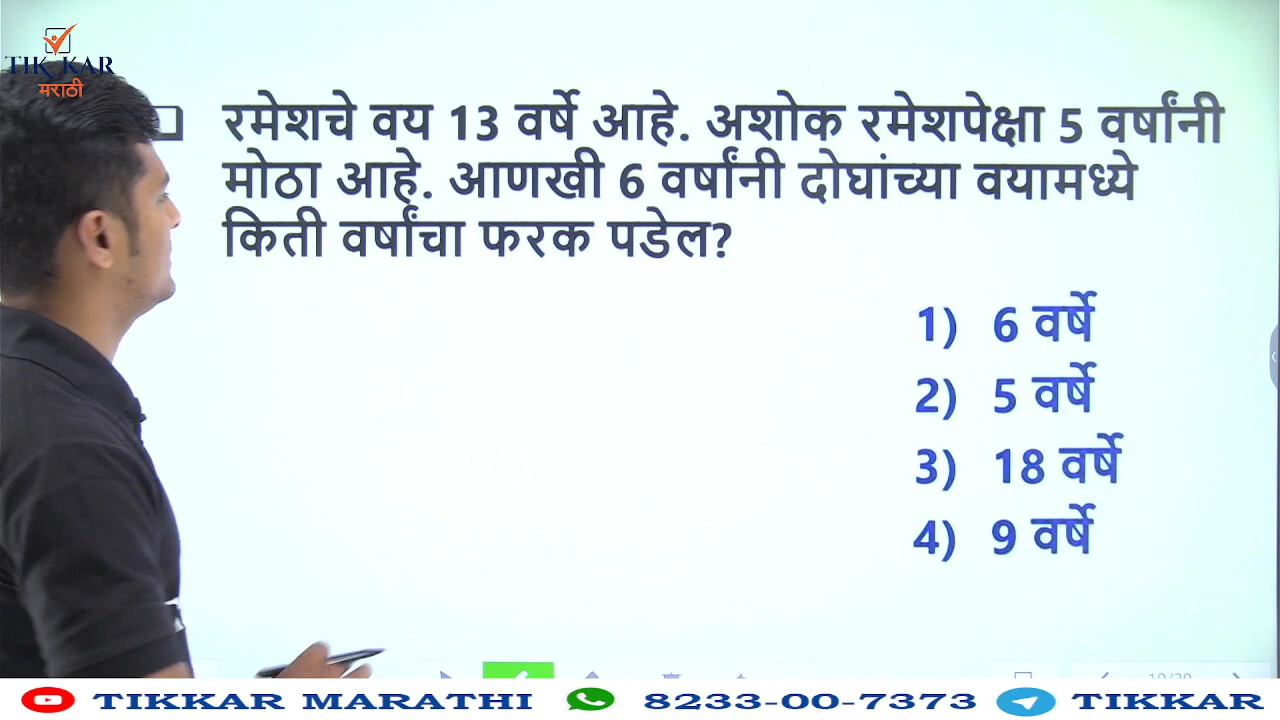 TIKKAR
मराठी
रमेशचे वय 13 वर्षे आहे. अशोक रमेशपेक्षा 5 वर्षांनी
मोठा आहे. आणखी 6 वर्षांनी दोघांच्या वयामध्ये
किती वर्षांचा फरक पडेल?
1) 6 वर्षे
2) 5 वर्षे
3) 18 वर्षे
4) 9 वर्षे
TIKKAR MARATHI 8233-00-7373 TIKKAR